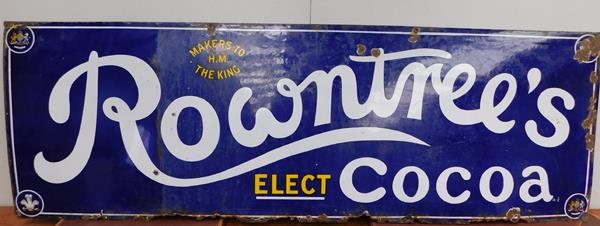 MAKERS TO
H.M.
THE KING
Rowntree's
ELECT Cocoa